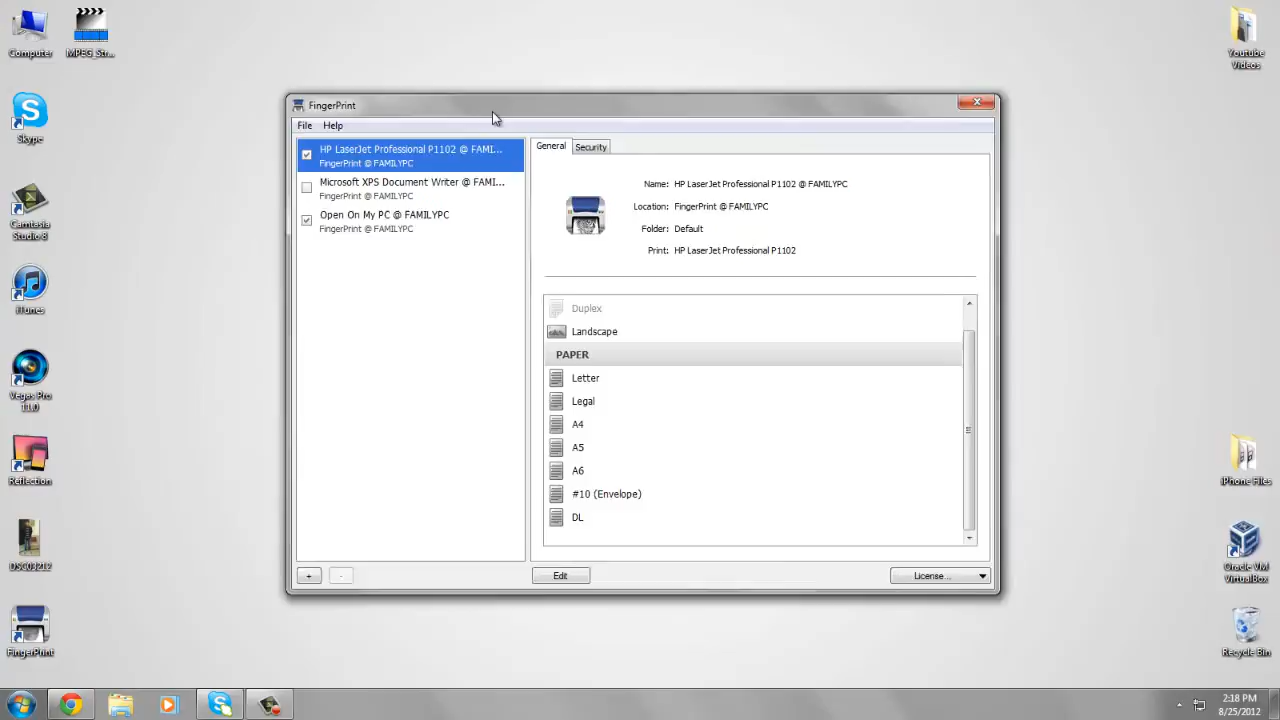 Computer
MPEG_Str...
Youtube
Videos
Skype
Camtasia
Studio 8
iTunes
Vegas Pro
11.0
Reflection
DSC03212
FingerPrint
FingerPrint
File Help
HP LaserJet Professional P1102 @ FAMI...
FingerPrint @ FAMILYPC
Microsoft XPS Document Writer @ FAMI...
FingerPrint @ FAMILYPC
Open On My PC @ FAMILYPC
FingerPrint @ FAMILYPC
+ -
General Security
Name: HP LaserJet Professional P1102 @ FAMILYPC
Location: FingerPrint @ FAMILYPC
Folder: Default
Print: HP LaserJet Professional P1102
Duplex
Landscape
PAPER
Letter
Legal
A4
A5
A6
#10 (Envelope)
DL
Edit
License...
iPhone Files
Oracle VM
VirtualBox
Recycle Bin
2:18 PM
8/25/2012